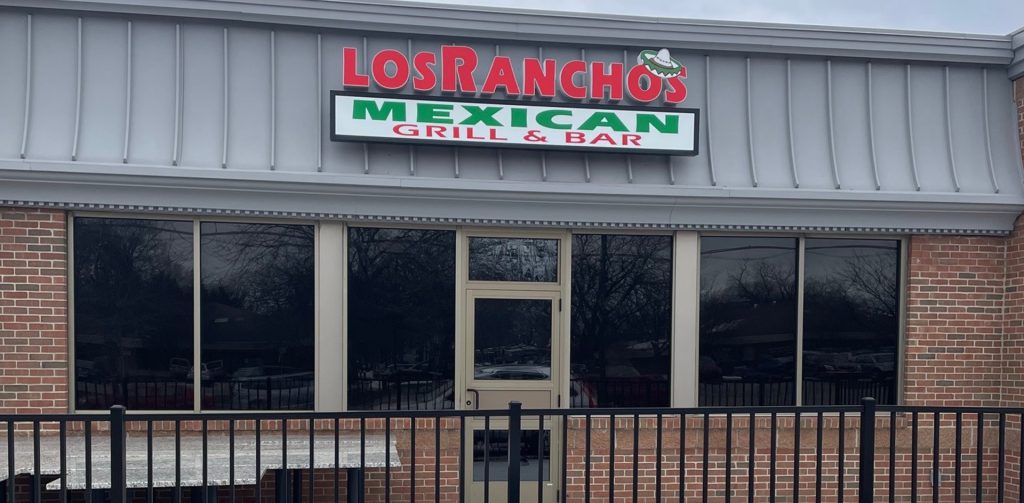 LOSRANCHOS
MEXICAN
GRILL & BAR